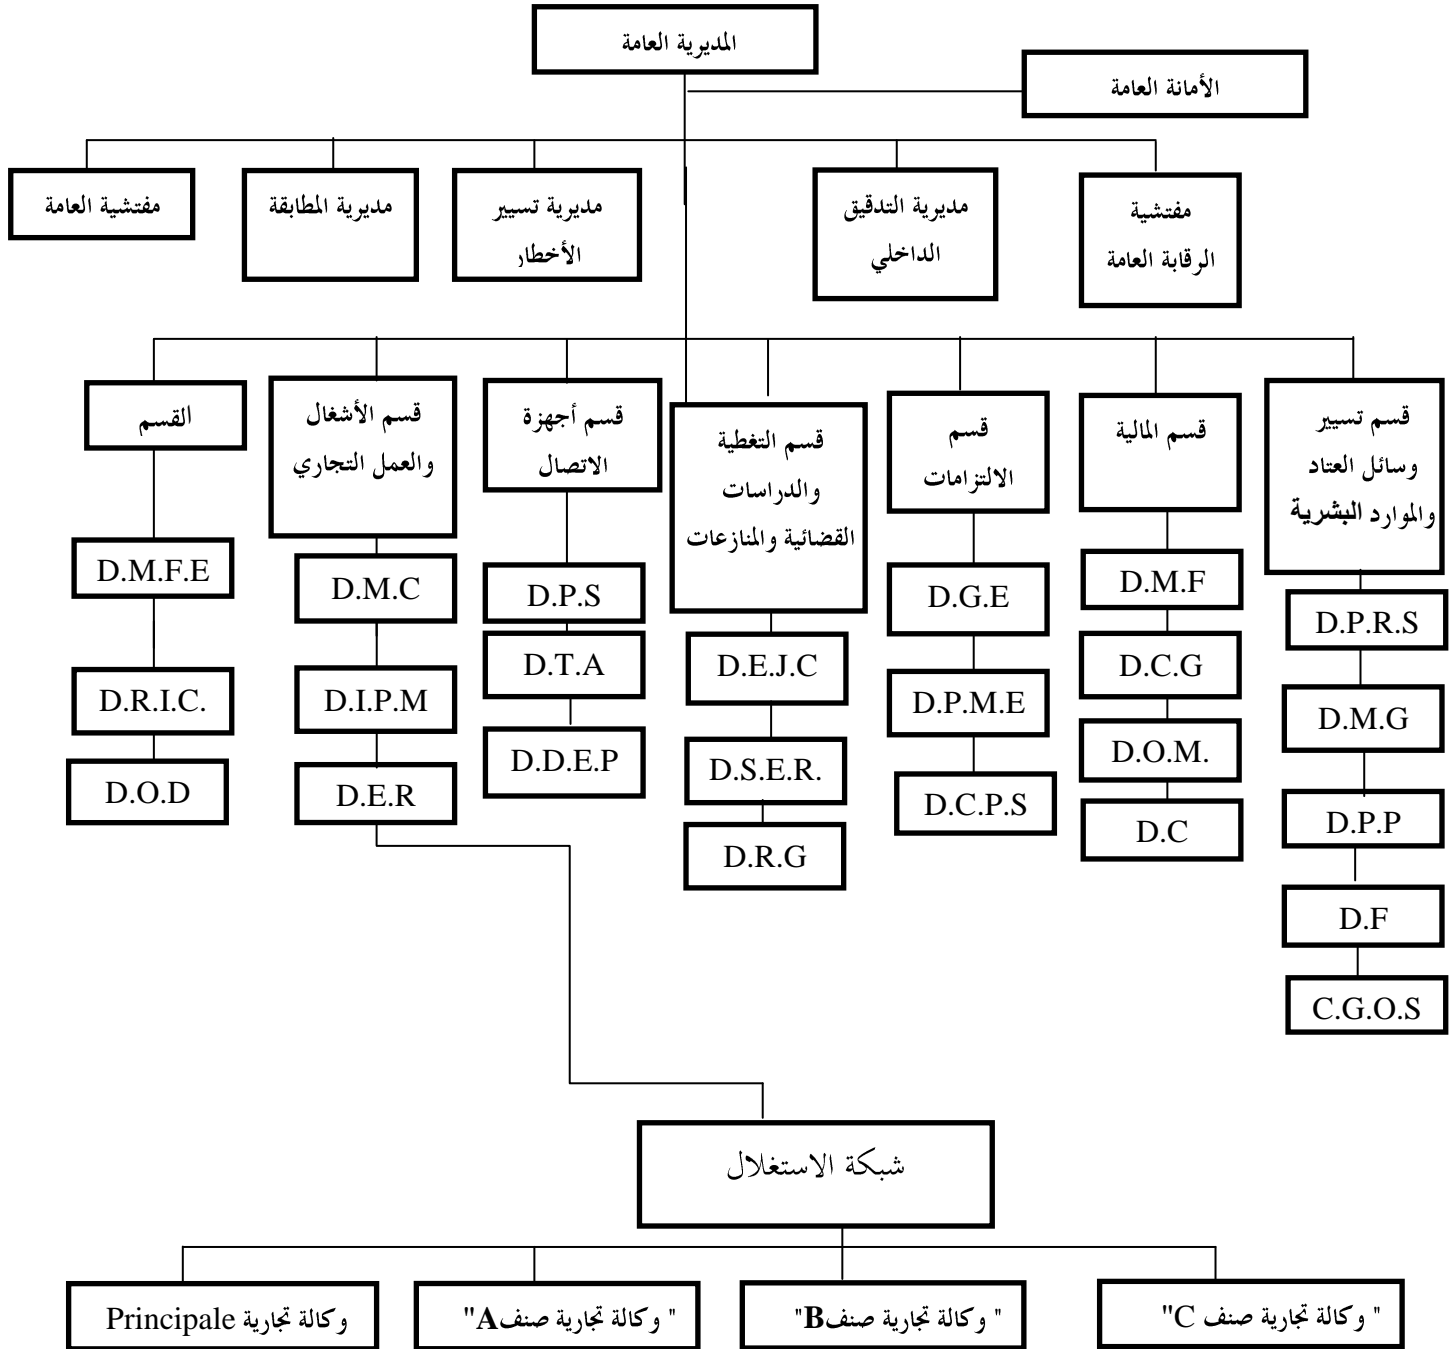 المديرية العامة
الأمانة العامة
مفتشية
الرقابة العامة
مديرية التدقيق
الداخلي
مديرية تسيير
الأخطار
مديرية المطابقة
مفتشية العامة
قسم تسيير
وسائل العتاد
والموارد البشرية
قسم المالية
قسم
الالتزامات
قسم التغطية
والدراسات
القضائية والمنازعات
قسم أجهزة
الاتصال
قسم الأشغال
والعمل التجاري
القسم
D.P.R.S
D.M.G
D.P.P
D.F
C.G.O.S
D.M.F
D.C.G
D.O.M.
D.C
D.G.E
D.P.M.E
D.C.P.S
D.E.J.C
D.S.E.R.
D.R.G
D.P.S
D.T.A
D.D.E.P
D.M.C
D.I.P.M
D.E.R
D.M.F.E
D.R.I.C.
D.O.D
شبكة الاستغلال
" وكالة تجارية صنف C"
" وكالة تجارية صنفB"
" وكالة تجارية صنفA"
وكالة تجارية Principale